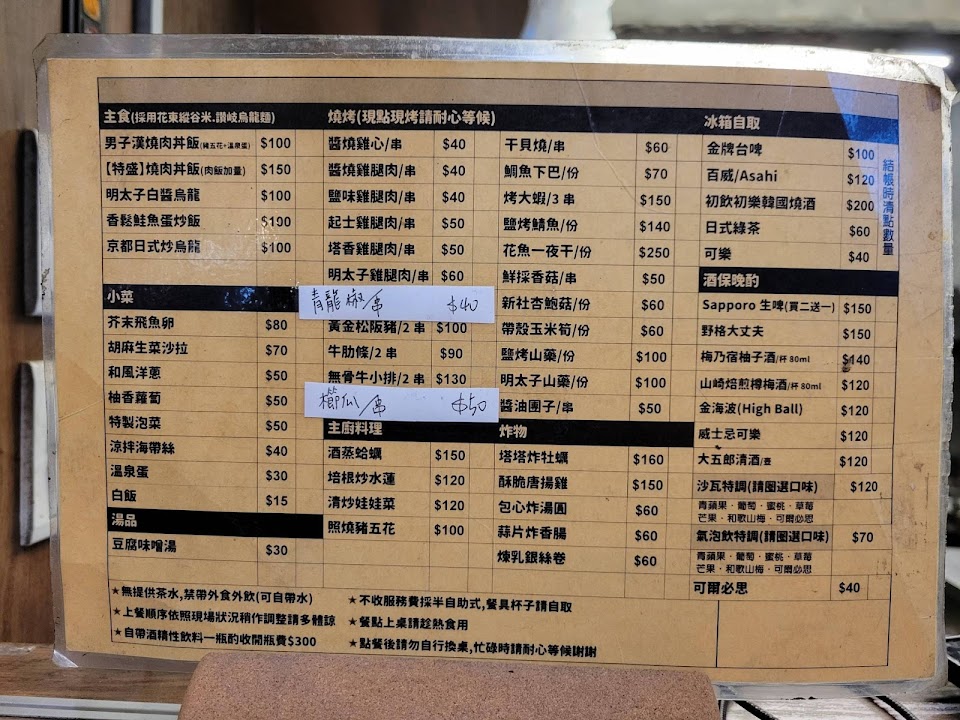 主食(採用花東縱谷米.讚岐烏龍麵)
男子漢燒肉丼飯(豬五花+溫泉蛋) $100
【特盛】燒肉丼飯(肉飯加量) $150
明太子白醬烏龍 $100
香鬆鮭魚蛋炒飯 $100
京都日式炒烏龍 $100
小菜
芥末飛魚卵 $80
胡麻生菜沙拉 $70
和風洋蔥 $50
柚香蘿蔔 $50
特製泡菜 $50
涼拌海帶絲 $40
溫泉蛋 $30
白飯 $15
湯品
豆腐味噌湯 $30
燒烤(現點現烤請耐心等候)
醬燒雞心/串 $40
醬燒雞腿肉/串 $40
鹽味雞腿肉/串 $40
起士雞腿肉/串 $50
塔香雞腿肉/串 $50
明太子雞腿肉/串 $60
青龍椒/串 $40
黃金松阪豬/2 串 $100
牛肋條/2 串 $90
無骨牛小排/2 串 $130
櫛瓜/串 $50
主廚料理
酒蒸蛤蠣 $150
培根炒水蓮 $120
清炒娃娃菜 $120
照燒豬五花 $100
干貝燒/串 $60
鯛魚下巴/份 $70
烤大蝦/3 串 $150
鹽烤鯖魚/份 $140
花魚一夜干/份 $250
鮮採香菇/串 $50
新社杏鮑菇/份 $60
帶殼玉米筍/份 $60
鹽烤山藥/份 $100
明太子山藥/份 $100
醬油團子/串 $50
炸物
塔塔炸牡蠣 $160
酥脆唐揚雞 $150
包心炸湯圓 $60
蒜片炸香腸 $60
煉乳銀絲卷 $60
冰箱自取
金牌台啤 $100
百威/Asahi $120
初飲初樂韓國燒酒 $200
日式綠茶 $60
可樂 $40
結帳時清點數量
酒保晚酌
Sapporo 生啤(買二送一) $150
野格大丈夫 $150
梅乃宿柚子酒/杯 80ml $140
山崎焙煎樽梅酒/杯 80ml $120
金海波(High Ball) $120
威士忌可樂 $120
大五郎清酒/壺 $120
沙瓦特調(請圈選口味) $120
青蘋果・葡萄・蜜桃・草莓
芒果・和歌山梅・可爾必思
氣泡飲特調(請圈選口味) $70
青蘋果・葡萄・蜜桃・草莓
芒果・和歌山梅・可爾必思
可爾必思 $40
★無提供茶水,禁帶外食外飲(可自帶水)
★上餐順序依照現場狀況稍作調整請多體諒
★自帶酒精性飲料一瓶酌收開瓶費$300
★不收服務費採半自助式,餐具杯子請自取
★餐點上桌請趁熱食用
★點餐後請勿自行換桌,忙碌時請耐心等候謝謝